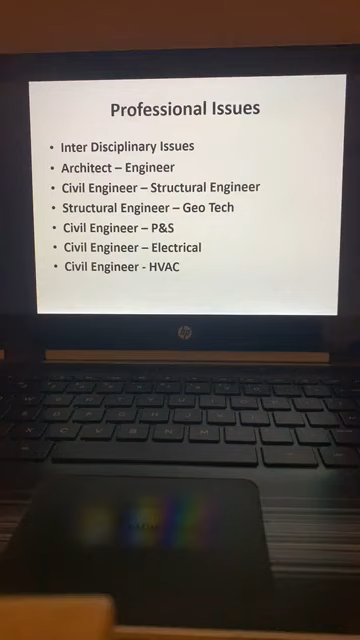 Professional Issues
• Inter Disciplinary Issues
• Architect – Engineer
• Civil Engineer – Structural Engineer
• Structural Engineer – Geo Tech
• Civil Engineer – P&S
• Civil Engineer – Electrical
• Civil Engineer - HVAC
hp